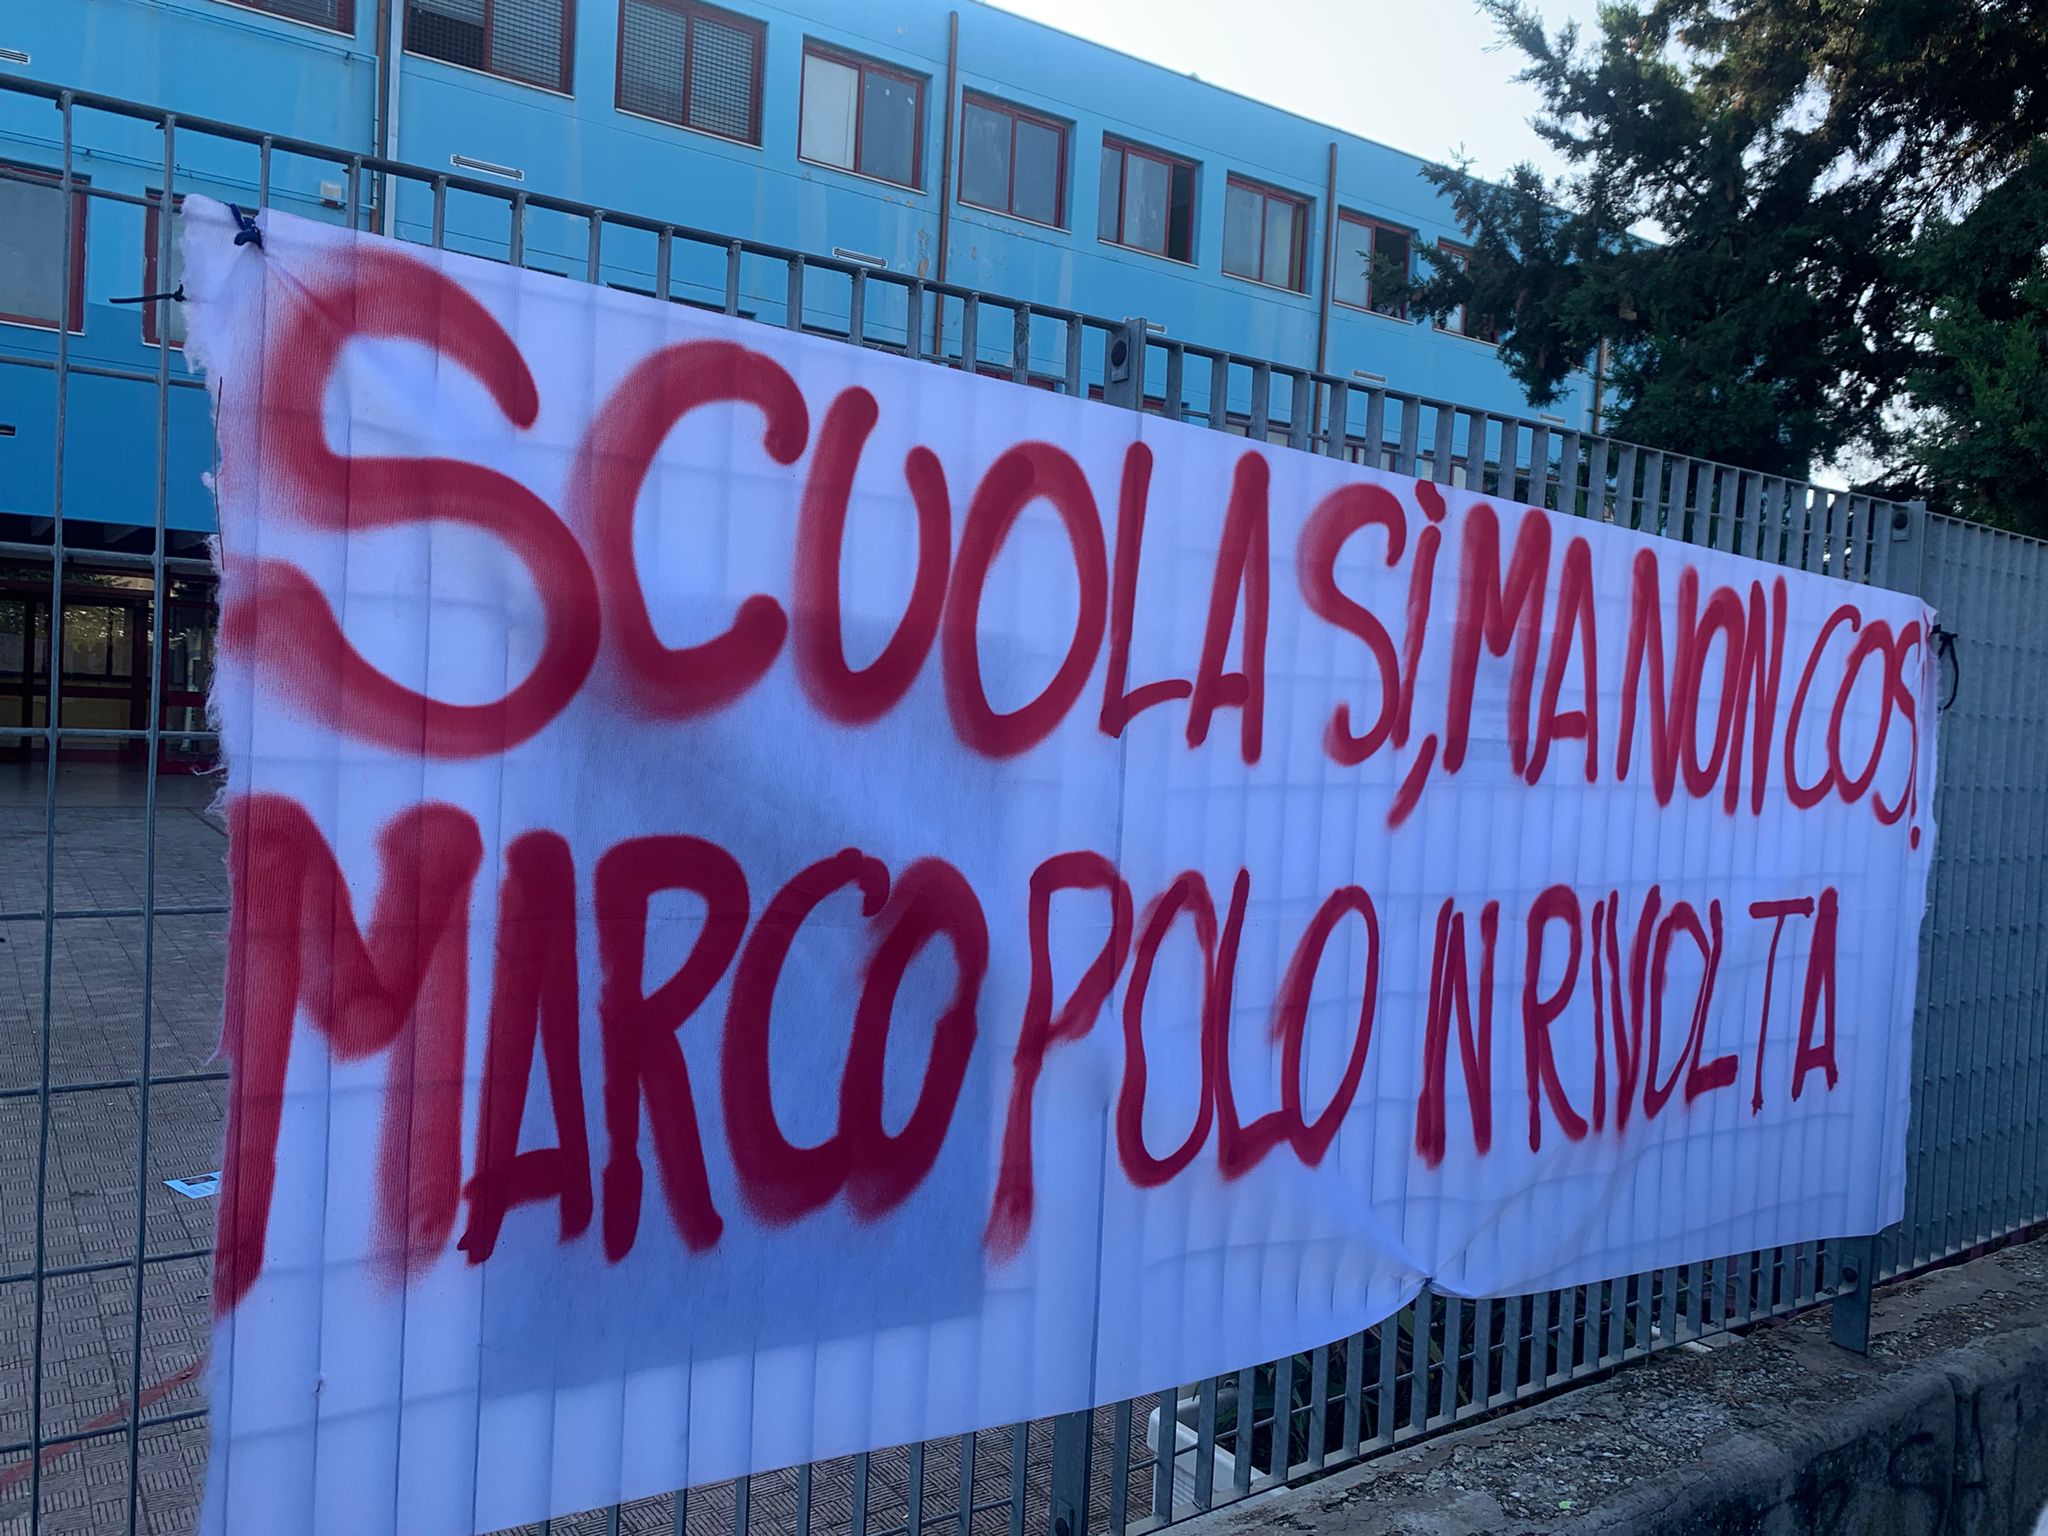 SCUOLA SÌ, MA NON COSÌ!
MARCO POLO IN RIVOLTA